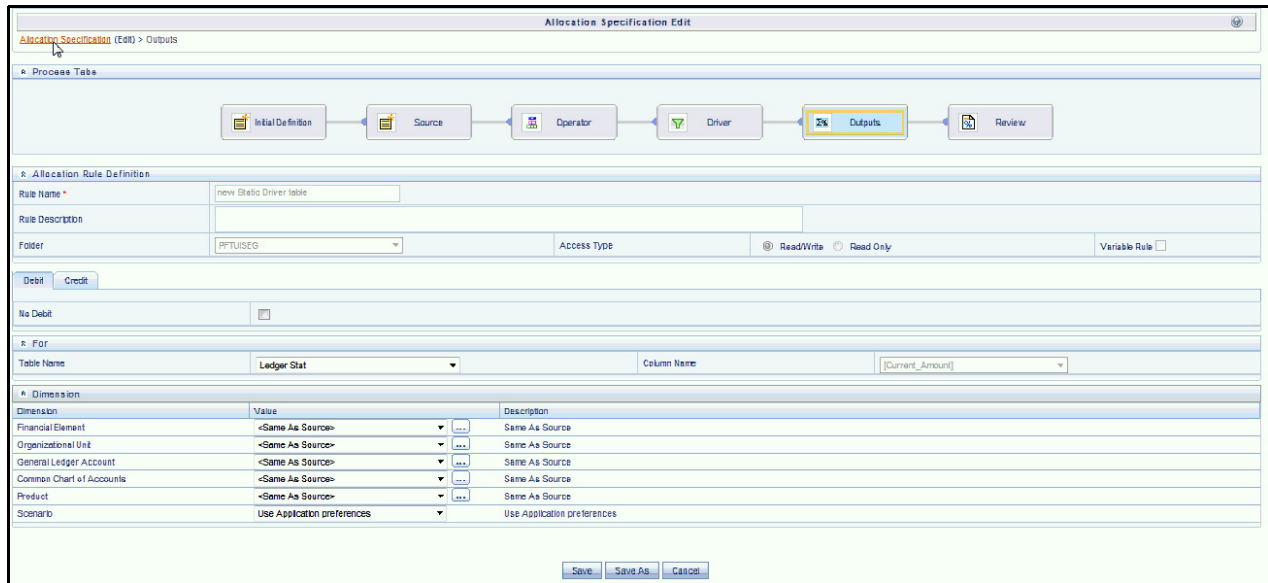 Allocation Specification Edit
Allocation Specification (Edit) > Outputs
Process Tabs
Initial Definition
Source
Operator
Driver
Outputs
Review
Allocation Rule Definition
Rule Name *
new Static Driver table
Rule Description
Folder
PFTUISEG
Access Type
Read/Write
Read Only
Variable Rule
Debit
Credit
No Debit
For
Table Name
Ledger Stat
Column Name
[Current_Amount]
Dimension
Dimension Value Description
Financial Element <Same As Source> ... Same As Source
Organizational Unit <Same As Source> ... Same As Source
General Ledger Account <Same As Source> ... Same As Source
Common Chart of Accounts <Same As Source> ... Same As Source
Product <Same As Source> ... Same As Source
Scenario Use Application preferences Use Application preferences
Save Save As Cancel